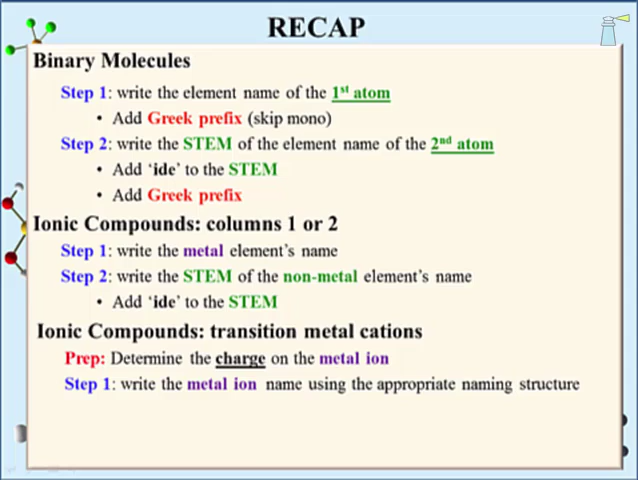 RECAP
Binary Molecules
Step 1: write the element name of the 1st atom
• Add Greek prefix (skip mono)
Step 2: write the STEM of the element name of the 2nd atom
• Add ‘ide’ to the STEM
• Add Greek prefix
Ionic Compounds: columns 1 or 2
Step 1: write the metal element’s name
Step 2: write the STEM of the non-metal element’s name
• Add ‘ide’ to the STEM
Ionic Compounds: transition metal cations
Prep: Determine the charge on the metal ion
Step 1: write the metal ion name using the appropriate naming structure